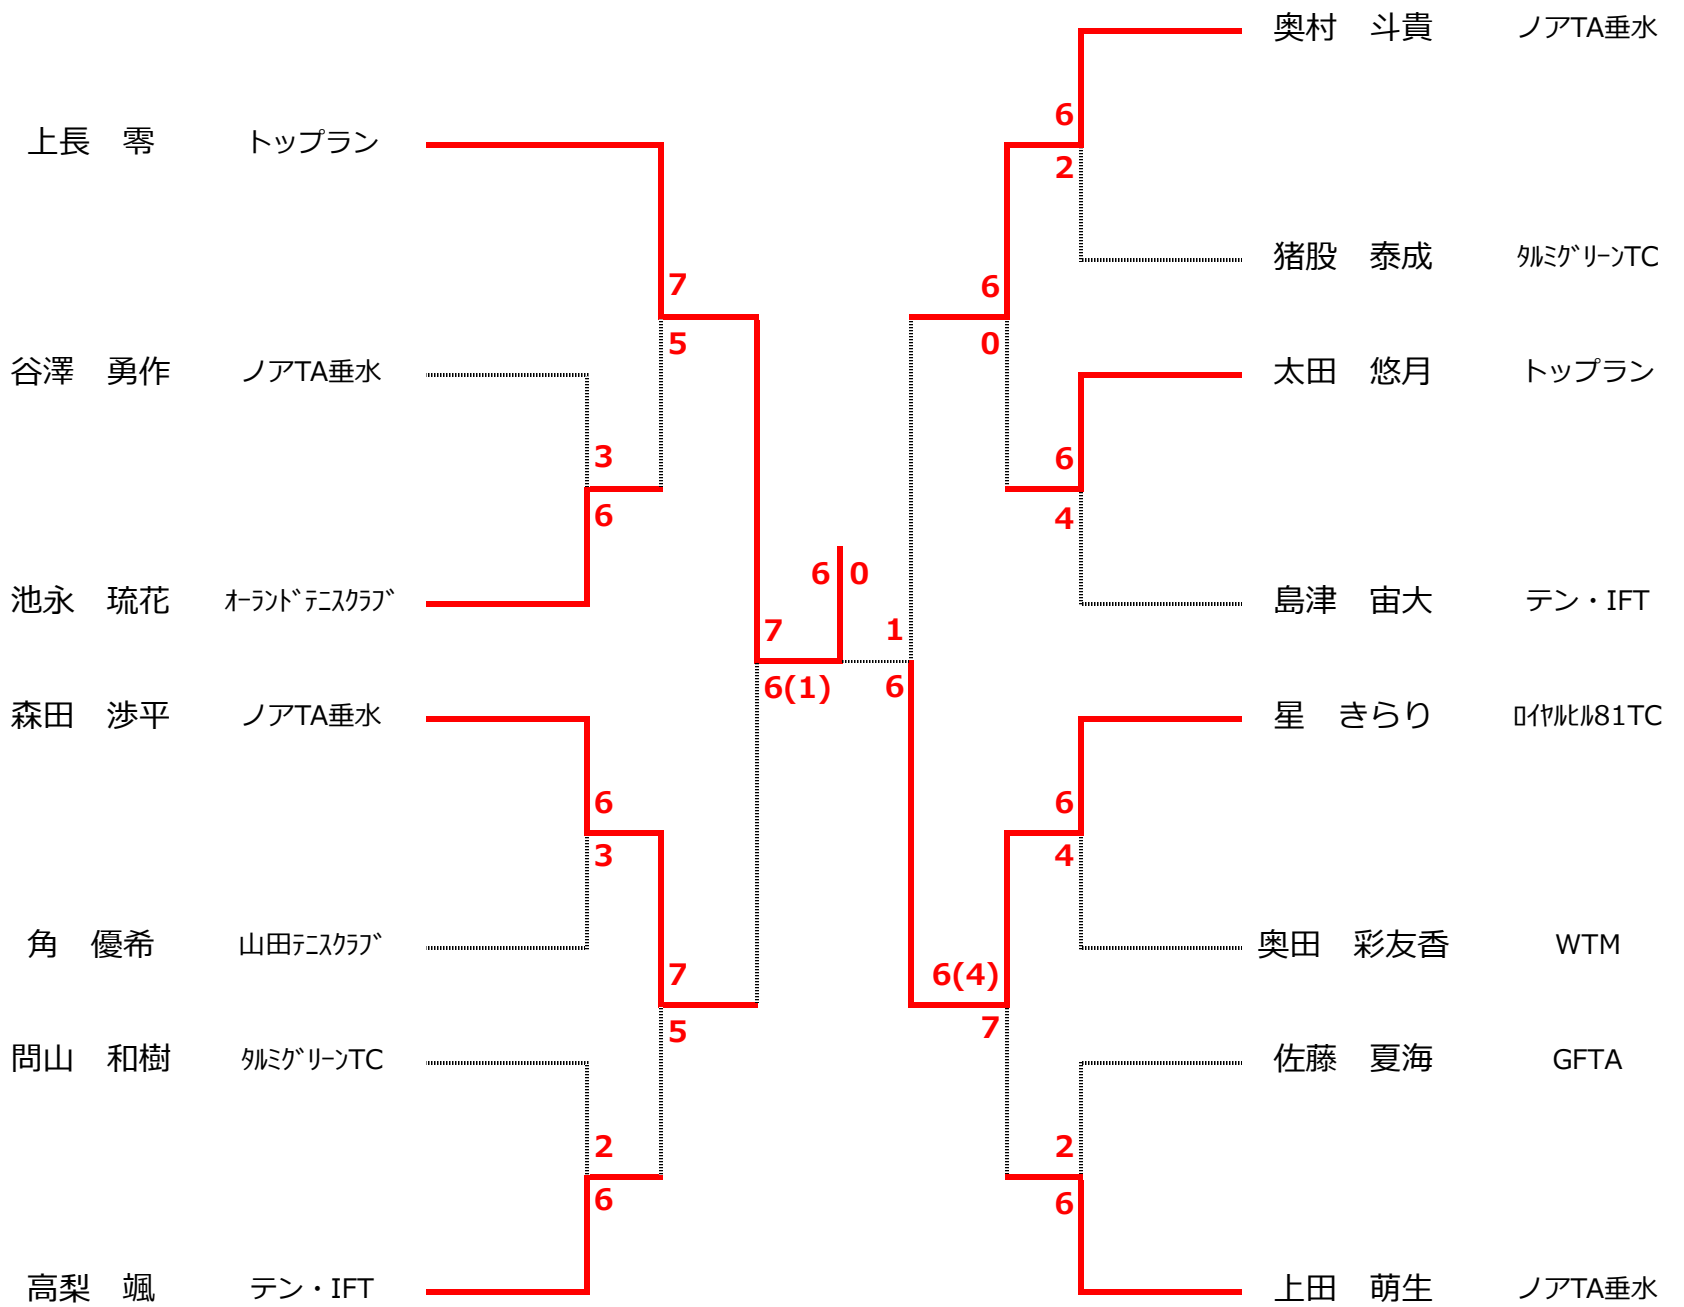 奥村　斗貴　ノアTA垂水
6
上長　零　トップラン
2
猪股　泰成　ﾀﾙﾐｸﾞﾘｰﾝTC
7
6
5
0
谷澤　勇作　ノアTA垂水
太田　悠月　トップラン
3
6
6
4
6 0
池永　琉花　ｵｰﾗﾝﾄﾞﾃﾆｽｸﾗﾌﾞ
島津　宙大　テン・IFT
7
1
6(1)
6
森田　渉平　ノアTA垂水
星　きらり　ﾛｲﾔﾙﾋﾙ81TC
6
6
3
4
角　優希　山田ﾃﾆｽｸﾗﾌﾞ
奥田　彩友香　WTM
7
6(4)
5
7
問山　和樹　ﾀﾙﾐｸﾞﾘｰﾝTC
佐藤　夏海　GFTA
2
2
6
6
高梨　颯　テン・IFT
上田　萌生　ノアTA垂水